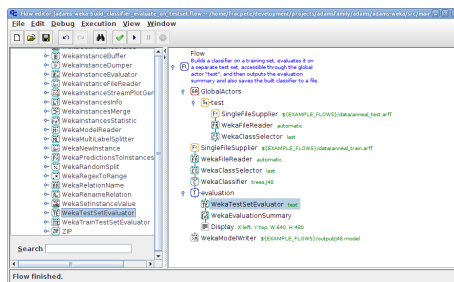 Flow editor [adams-weka-build_classifier_evaluate_on_testset.flow -- /home/fracpete/development/projects/adamsfamily/adams/adams-weka/src/mai
File Edit Debug Execution View Window
WekaInstanceBuffer
WekaInstanceDumper
WekaInstanceEvaluator
WekaInstanceFileReader
WekaInstanceStreamPlotGer
WekaInstancesInfo
WekaInstancesMerge
WekaInstancesStatistic
WekaModelReader
WekaMultiLabelSplitter
WekaNewInstance
WekaPredictionsToInstances
WekaRandomSplit
WekaRegexToRange
WekaRelationName
WekaRenameRelation
WekaSetInstanceValue
WekaTestSetEvaluator
WekaTrainTestSetEvaluator
ZIP
Search
Flow
Builds a classifier on a training set, evaluates it on
a separate test set, accessible through the global
actor "test", and then outputs the evaluation
summary and also saves the built classifier to a file.
GlobalActors
test
SingleFileSupplier ${EXAMPLE_FLOWS}/data/anneal_test.arff
WekaFileReader automatic
WekaClassSelector last
SingleFileSupplier ${EXAMPLE_FLOWS}/data/anneal_train.arff
WekaFileReader automatic
WekaClassSelector last
WekaClassifier trees.J48
evaluation
WekaTestSetEvaluator test
WekaEvaluationSummary
Display X:left, Y:top, W:640, H:480
WekaModelWriter ${EXAMPLE_FLOWS}/output/j48.model
Flow finished.